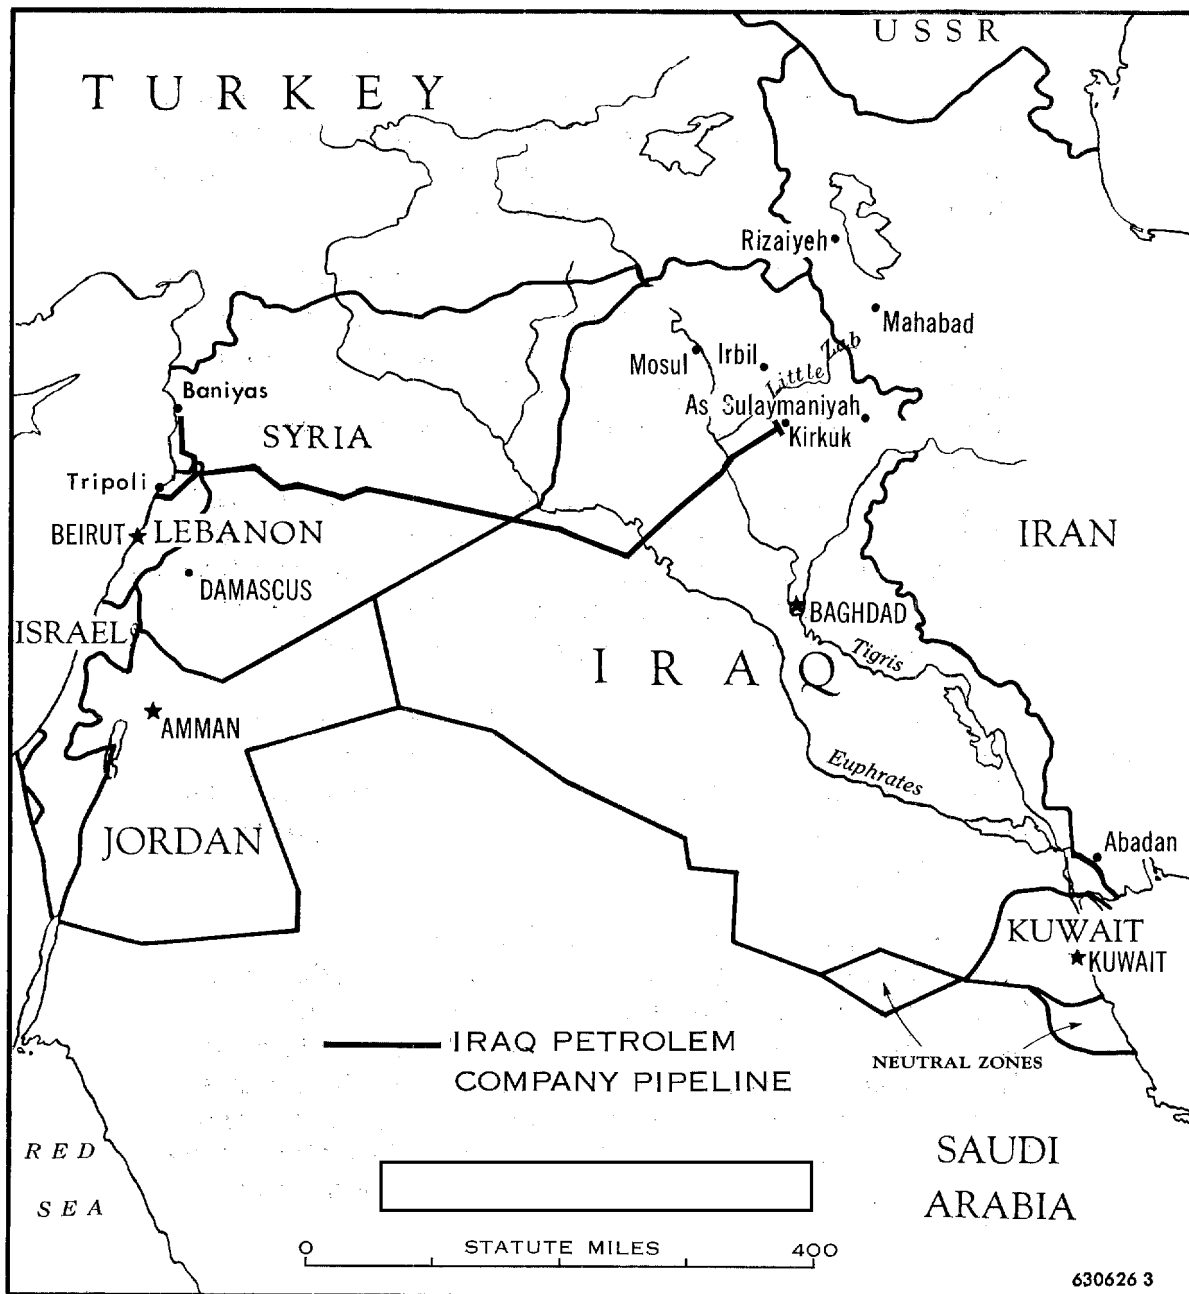 USSR
TURKEY
Rizaiyeh
Mahabad
Little Zab
Mosul
Irbil
Baniyas
As Sulaymaniyah
Kirkuk
SYRIA
Tripoli
BEIRUT
LEBANON
IRAN
DAMASCUS
BAGHDAD
ISRAEL
IRAQ
Tigris
AMMAN
Euphrates
JORDAN
Abadan
KUWAIT
KUWAIT
IRAQ PETROLEM
COMPANY PIPELINE
NEUTRAL ZONES
RED
SEA
SAUDI
ARABIA
0 STATUTE MILES 400
630626 3